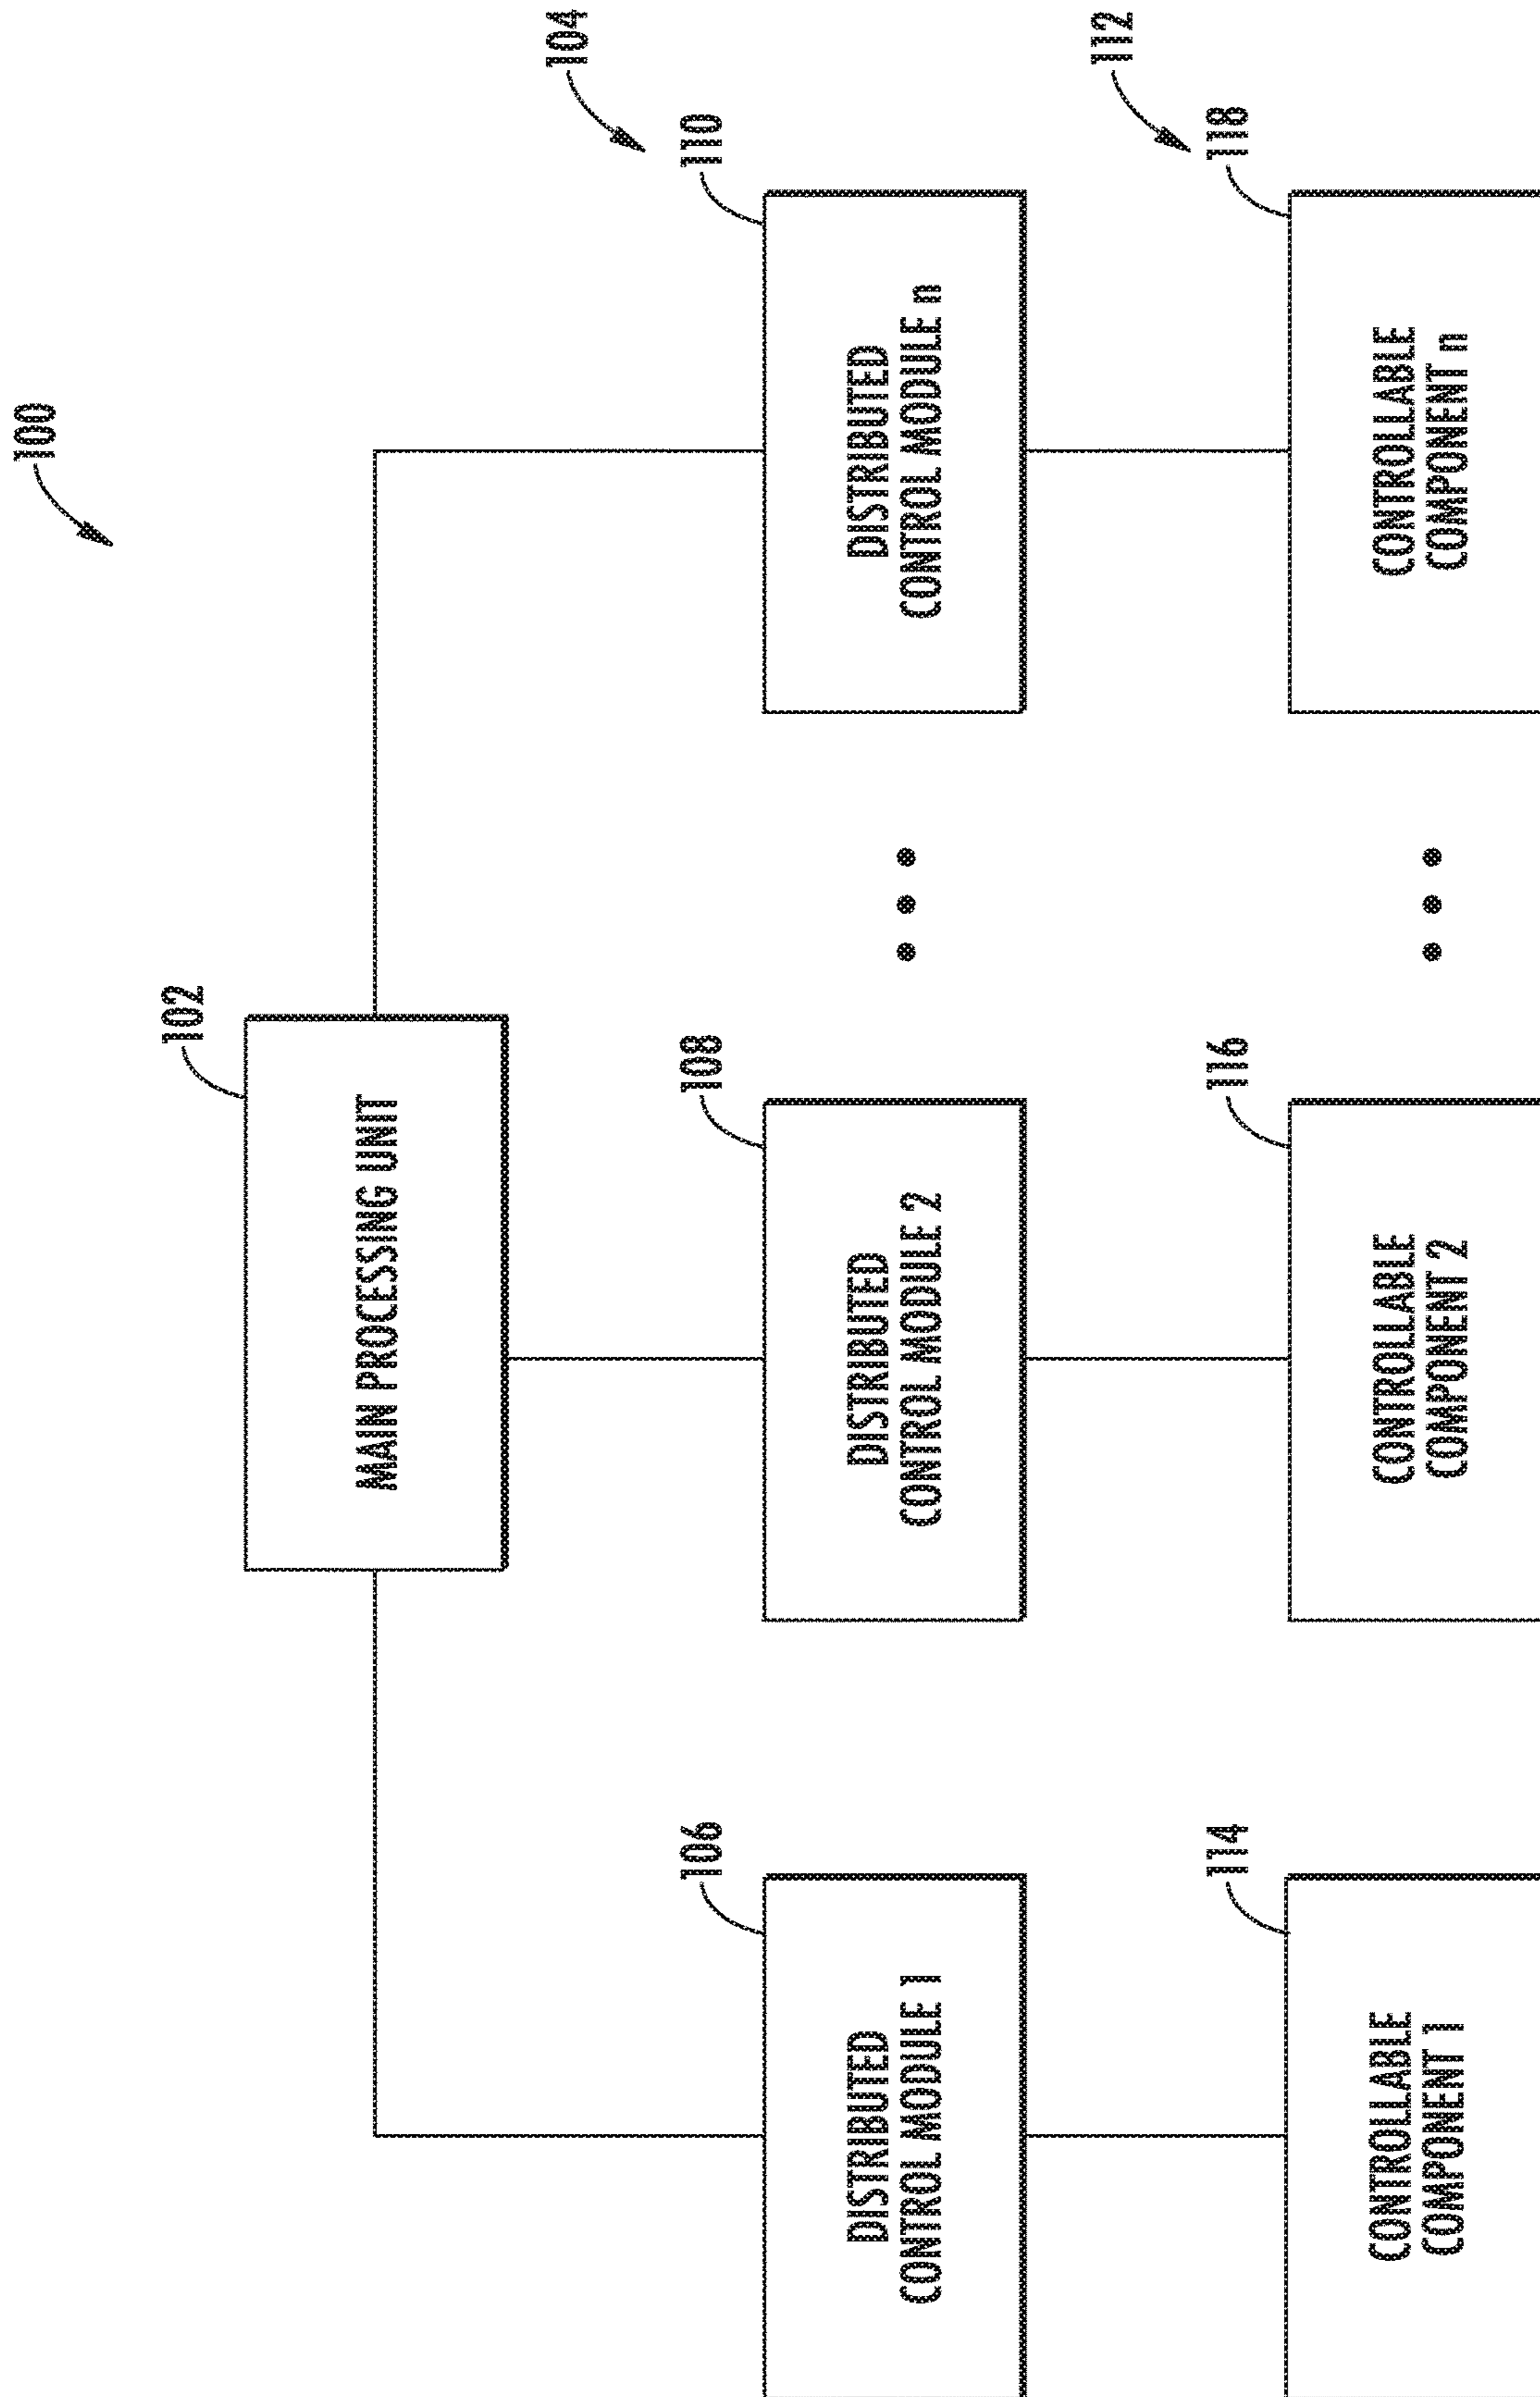 100
102
MAIN PROCESSING UNIT
104
106
DISTRIBUTED
CONTROL MODULE 1
108
DISTRIBUTED
CONTROL MODULE 2
110
DISTRIBUTED
CONTROL MODULE n
112
114
CONTROLLABLE
COMPONENT 1
116
CONTROLLABLE
COMPONENT 2
118
CONTROLLABLE
COMPONENT n